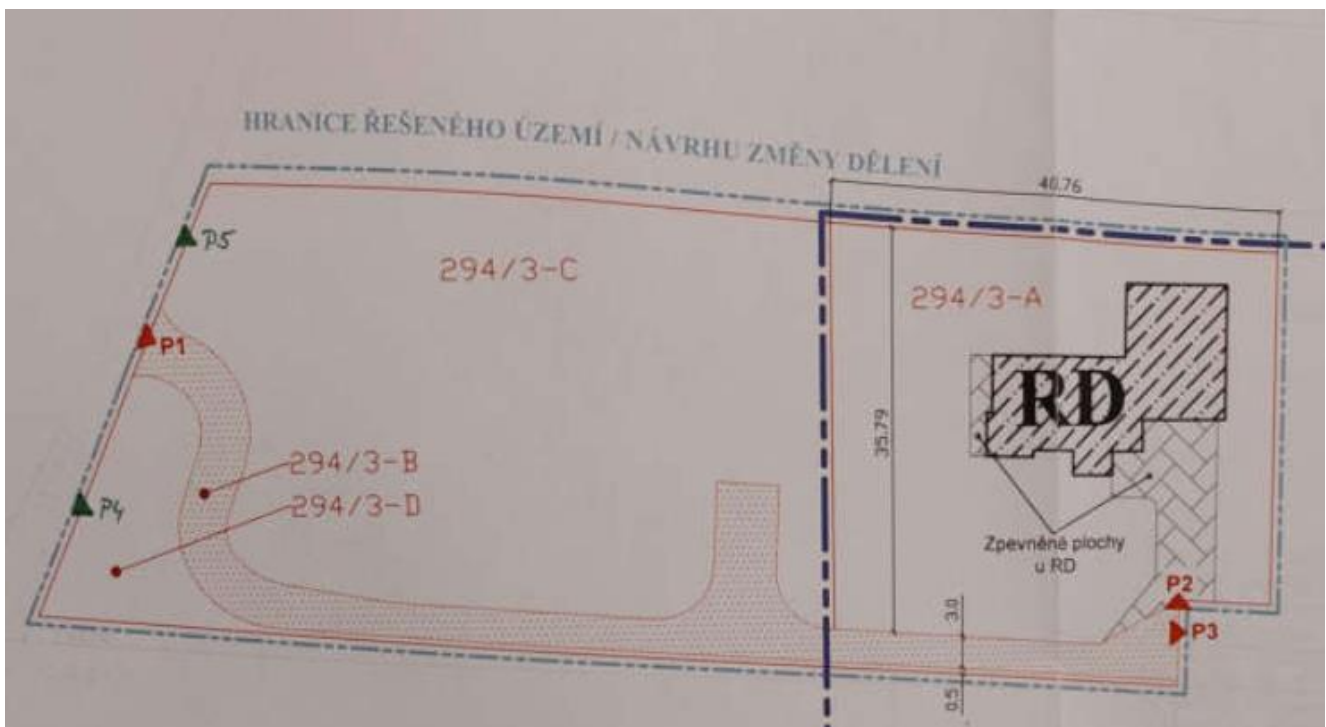 HRANICE ŘEŠENÉHO ÚZEMÍ / NÁVRHU ZMĚNY DĚLENÍ
40.76
P5
294/3-C
294/3-A
P1
RD
35.79
294/3-B
294/3-D
P4
Zpevněné plochy
u RD
P2
3.0
P3
0.5